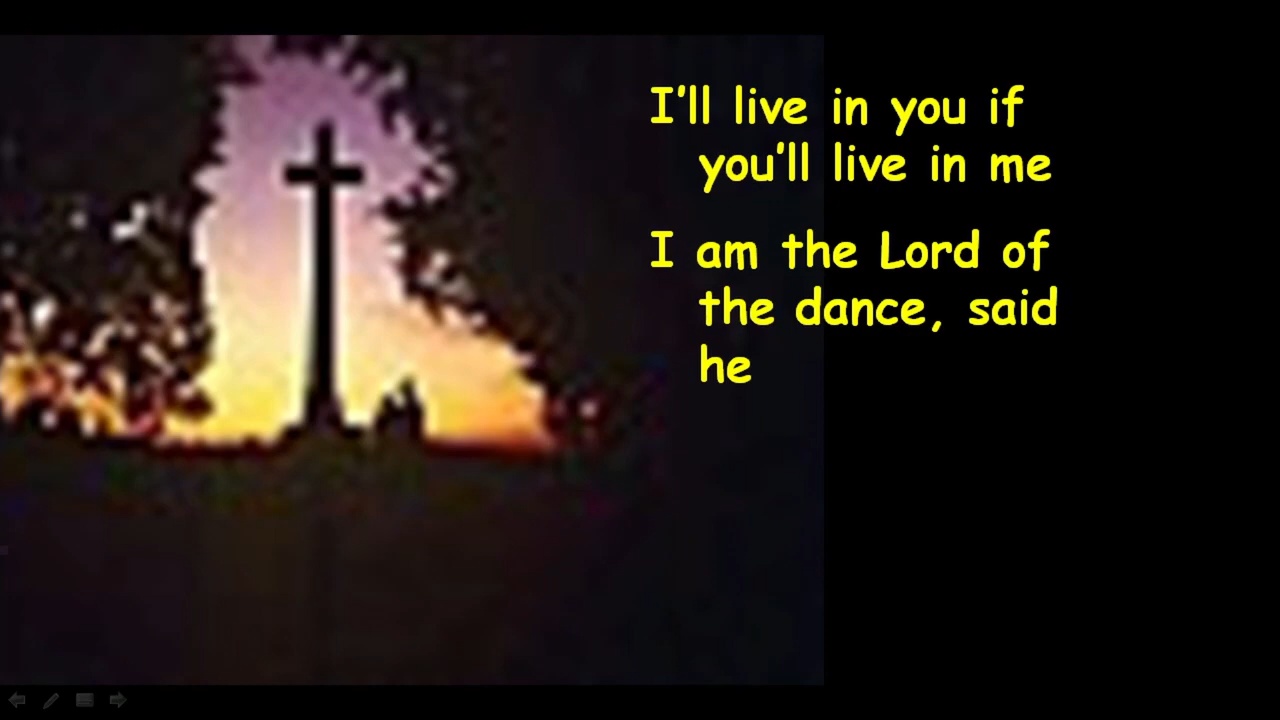 I’ll live in you if
you’ll live in me
I am the Lord of
the dance, said
he